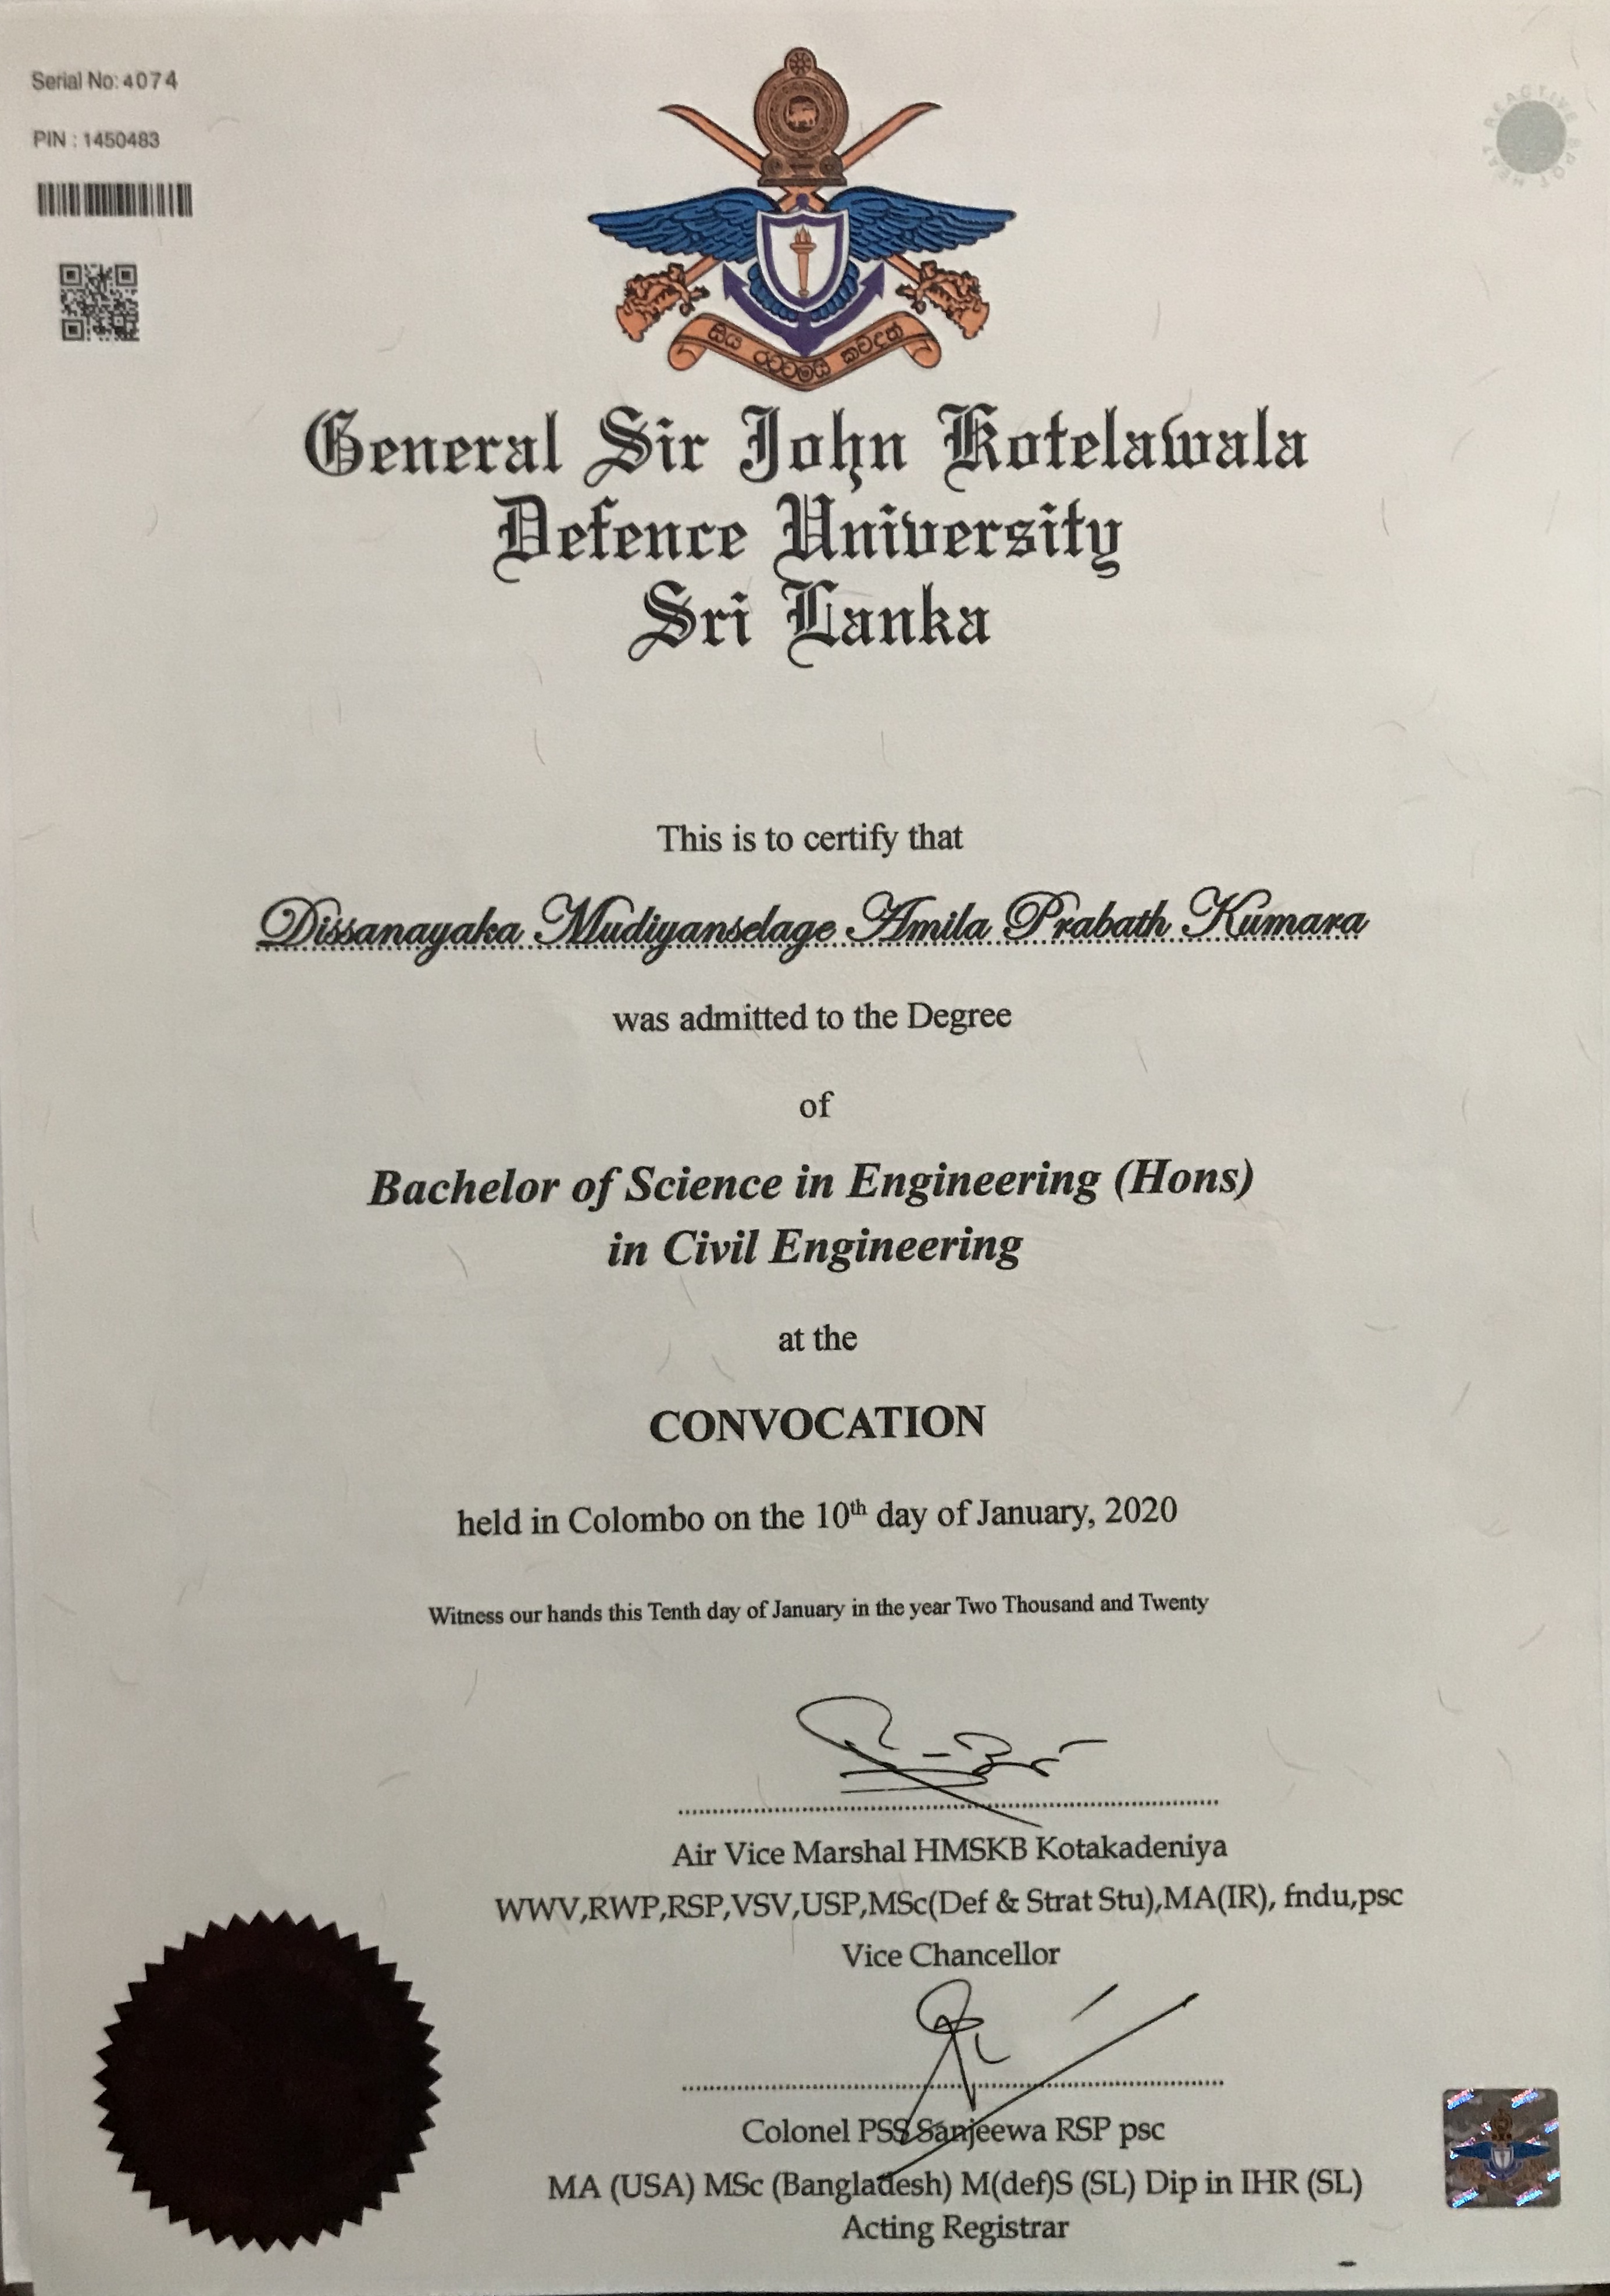 Serial No: 4074
PIN : 1450483
HEAT REACTIVE SPOT
සිය රටටමයි කටයුත්
General Sir John Kotelawala
Defence University
Sri Lanka
This is to certify that
Dissanayaka Mudiyanselage Amila Prabath Kumara
was admitted to the Degree
of
Bachelor of Science in Engineering (Hons)
in Civil Engineering
at the
CONVOCATION
held in Colombo on the 10th day of January, 2020
Witness our hands this Tenth day of January in the year Two Thousand and Twenty
Air Vice Marshal HMSKB Kotakadeniya
WWV,RWP,RSP,VSV,USP,MSc(Def & Strat Stu),MA(IR), fndu,psc
Vice Chancellor
Colonel PSS Sanjeewa RSP psc
MA (USA) MSc (Bangladesh) M(def)S (SL) Dip in IHR (SL)
Acting Registrar